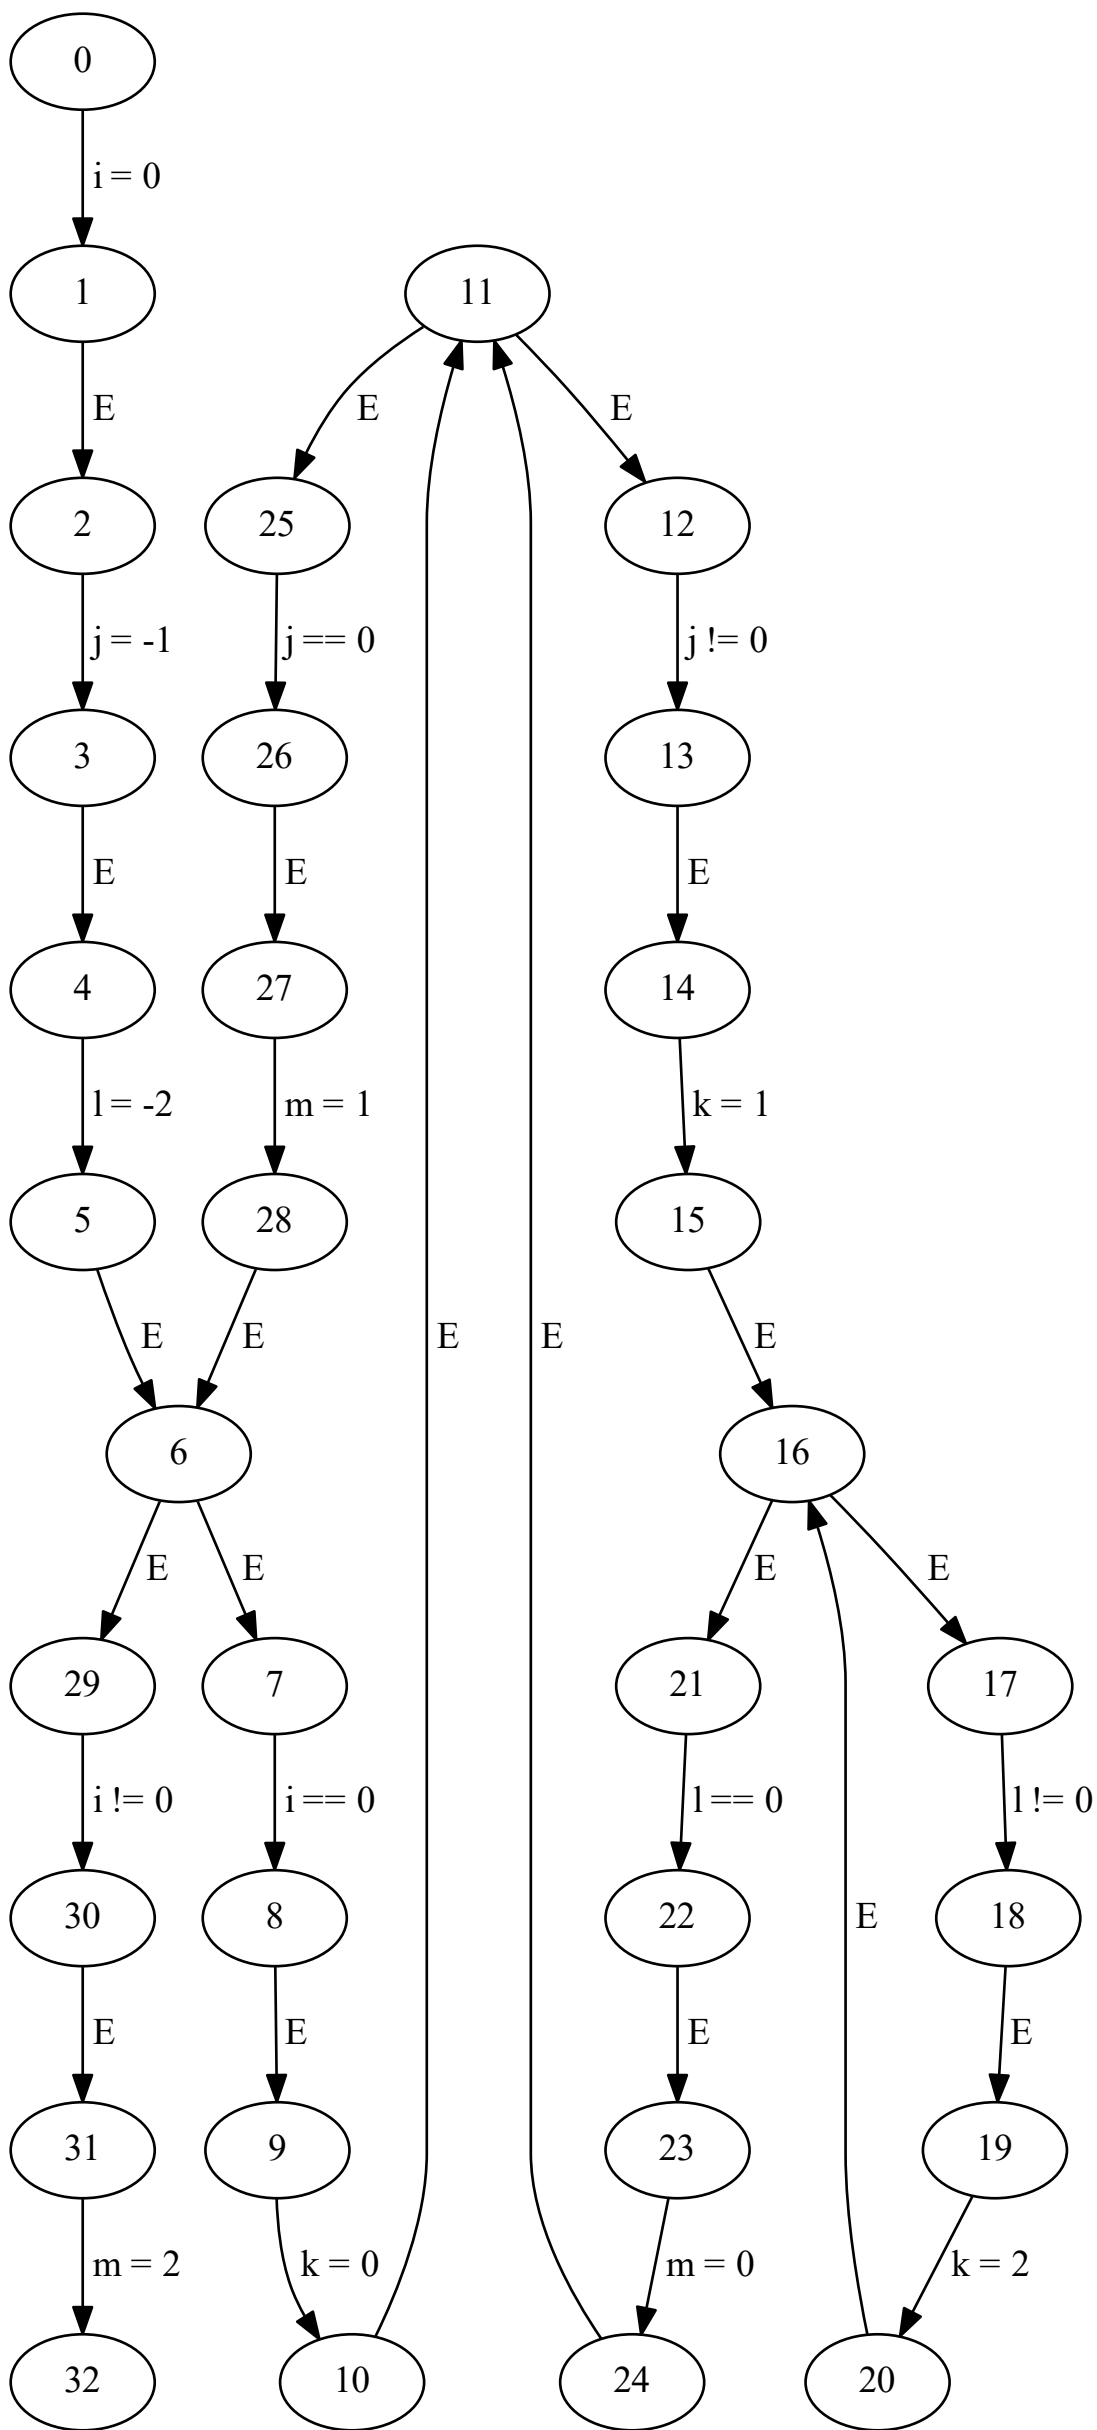 0
i = 0
1
11
E
E
E
2
25
12
j = -1
j == 0
j != 0
3
26
13
E
E
E
4
27
14
l = -2
m = 1
k = 1
5
28
15
E
E
E
E
E
6
16
E
E
E
E
29
7
21
17
i != 0
i == 0
l == 0
l != 0
30
8
22
E
18
E
E
E
E
31
9
23
19
m = 2
k = 0
m = 0
k = 2
32
10
24
20